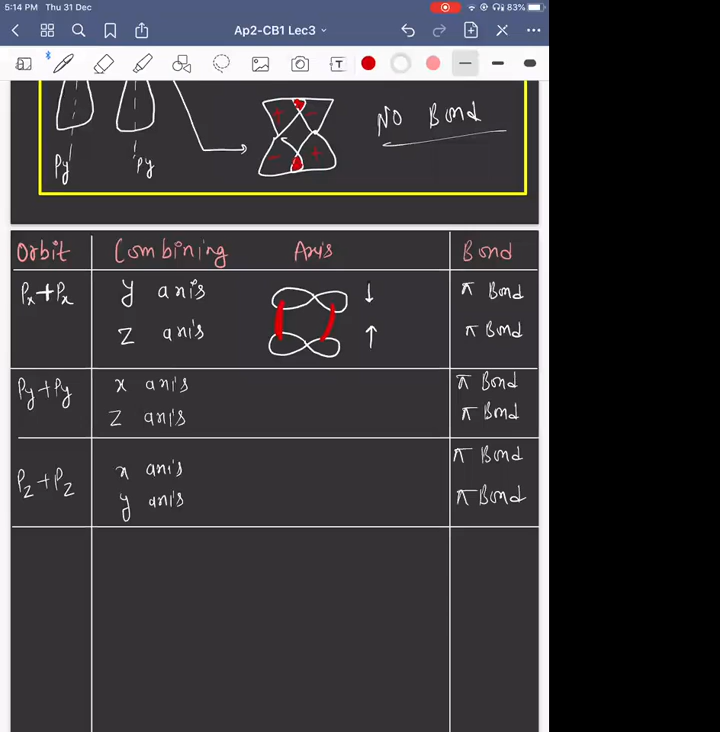 5:14 PM Thu 31 Dec
83%
Ap2-CB1 Lec3
T
+ -
- +
No Bond
Py Py
Orbit Combining Axis Bond
Px+Px y axis π Bond
z axis π Bond
Py+Py x axis π Bond
z axis π Bond
Pz+Pz x axis π Bond
y axis π Bond